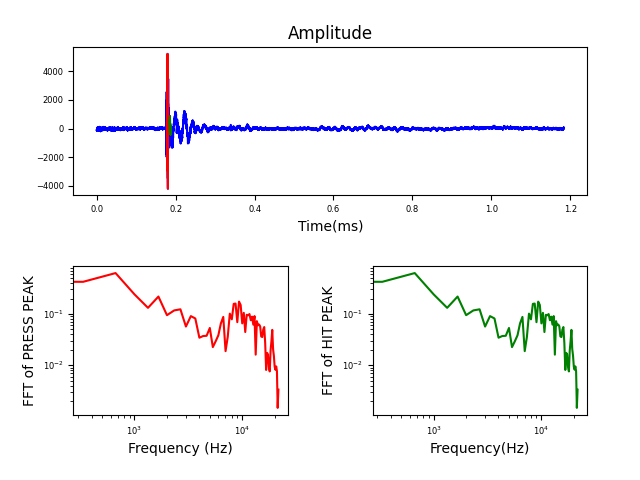 Amplitude
4000
2000
0
−2000
−4000
0.0 0.2 0.4 0.6 0.8 1.0 1.2
Time(ms)
FFT of PRESS PEAK
10⁻¹
10⁻²
10³ 10⁴
Frequency (Hz)
FFT of HIT PEAK
10⁻¹
10⁻²
10³ 10⁴
Frequency(Hz)